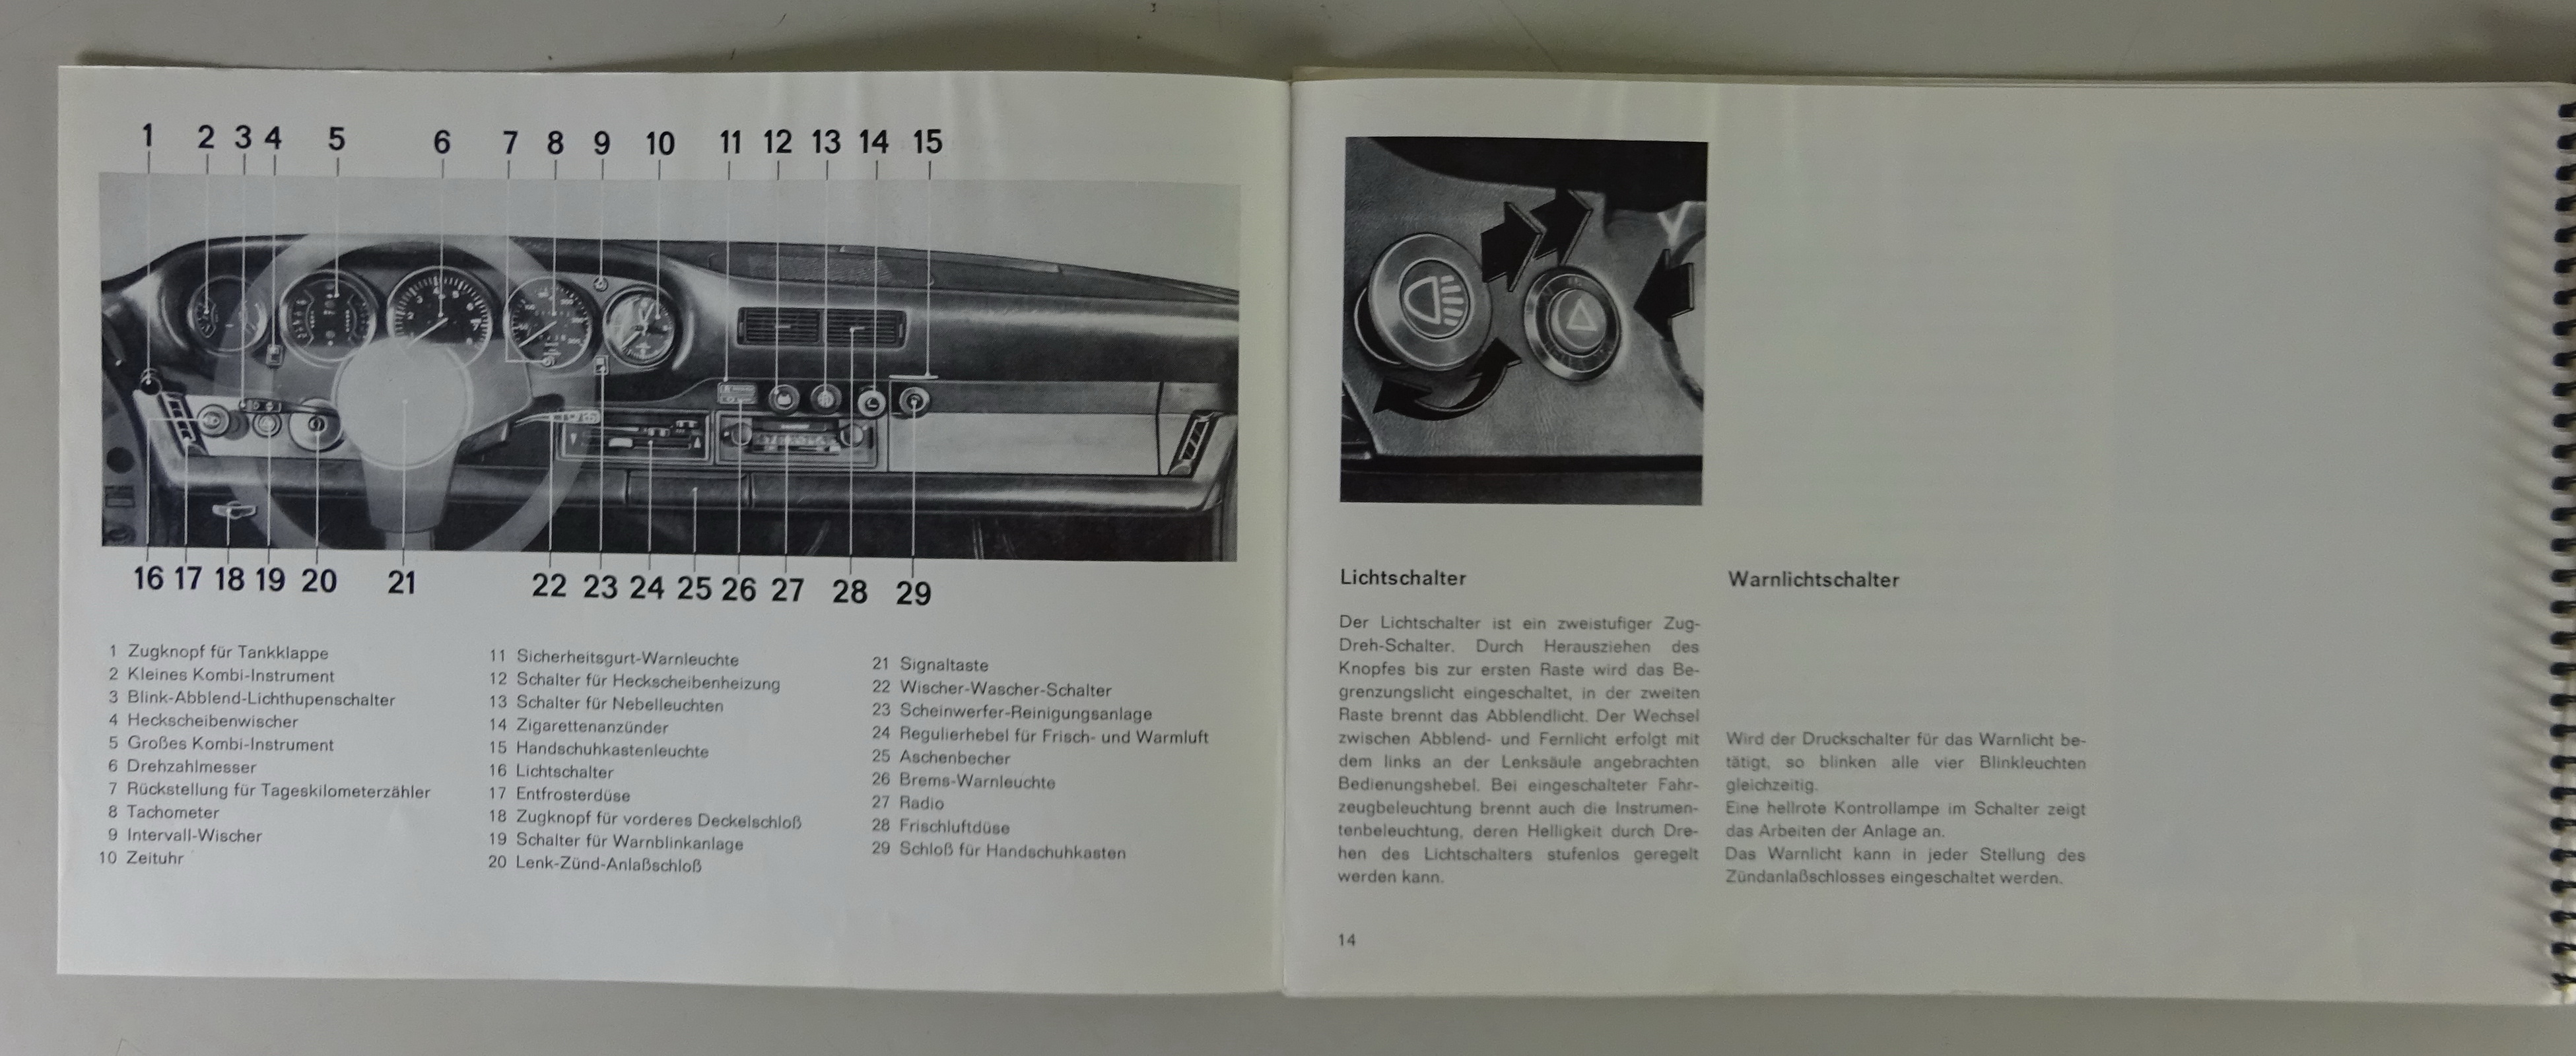 1 2 3 4 5 6 7 8 9 10 11 12 13 14 15
16 17 18 19 20 21 22 23 24 25 26 27 28 29
1 Zugknopf für Tankklappe
2 Kleines Kombi-Instrument
3 Blink-Abblend-Lichthupenschalter
4 Heckscheibenwischer
5 Großes Kombi-Instrument
6 Drehzahlmesser
7 Rückstellung für Tageskilometerzähler
8 Tachometer
9 Intervall-Wischer
10 Zeituhr
11 Sicherheitsgurt-Warnleuchte
12 Schalter für Heckscheibenheizung
13 Schalter für Nebelleuchten
14 Zigarettenanzünder
15 Handschuhkastenleuchte
16 Lichtschalter
17 Entfrosterdüse
18 Zugknopf für vorderes Deckelschloß
19 Schalter für Warnblinkanlage
20 Lenk-Zünd-Anlaßschloß
21 Signaltaste
22 Wischer-Wascher-Schalter
23 Scheinwerfer-Reinigungsanlage
24 Regulierhebel für Frisch- und Warmluft
25 Aschenbecher
26 Brems-Warnleuchte
27 Radio
28 Frischluftdüse
29 Schloß für Handschuhkasten
Lichtschalter
Der Lichtschalter ist ein zweistufiger Zug-
Dreh-Schalter. Durch Herausziehen des
Knopfes bis zur ersten Raste wird das Be-
grenzungslicht eingeschaltet, in der zweiten
Raste brennt das Abblendlicht. Der Wechsel
zwischen Abblend- und Fernlicht erfolgt mit
dem links an der Lenksäule angebrachten
Bedienungshebel. Bei eingeschalteter Fahr-
zeugbeleuchtung brennt auch die Instrumen-
tenbeleuchtung, deren Helligkeit durch Dre-
hen des Lichtschalters stufenlos geregelt
werden kann.
14
Warnlichtschalter
Wird der Druckschalter für das Warnlicht be-
tätigt, so blinken alle vier Blinkleuchten
gleichzeitig.
Eine hellrote Kontrollampe im Schalter zeigt
das Arbeiten der Anlage an.
Das Warnlicht kann in jeder Stellung des
Zündanlaßschlosses eingeschaltet werden.